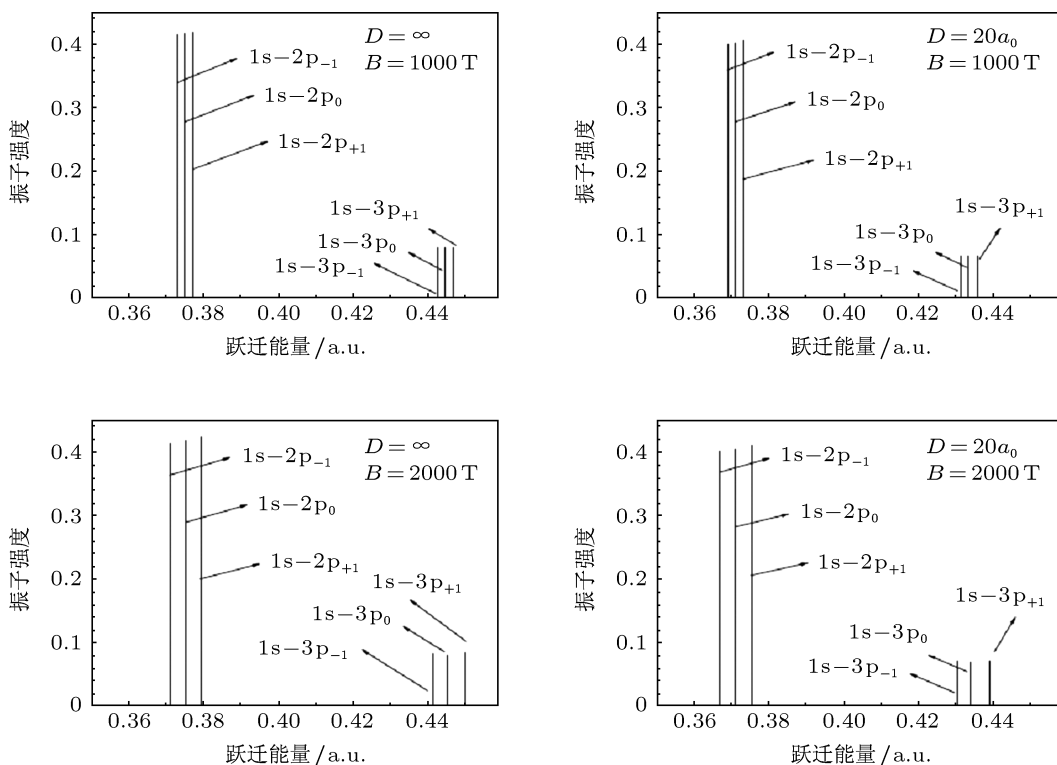 D = ∞
B = 1000 T
1s−2p₋₁
1s−2p₀
1s−2p₊₁
1s−3p₊₁
1s−3p₀
1s−3p₋₁
0.4
0.3
0.2
0.1
0
振子强度
0.36 0.38 0.40 0.42 0.44
跃迁能量/a.u.
D = 20a₀
B = 1000 T
1s−2p₋₁
1s−2p₀
1s−2p₊₁
1s−3p₊₁
1s−3p₀
1s−3p₋₁
0.4
0.3
0.2
0.1
0
振子强度
0.36 0.38 0.40 0.42 0.44
跃迁能量/a.u.
D = ∞
B = 2000 T
1s−2p₋₁
1s−2p₀
1s−2p₊₁
1s−3p₊₁
1s−3p₀
1s−3p₋₁
0.4
0.3
0.2
0.1
0
振子强度
0.36 0.38 0.40 0.42 0.44
跃迁能量/a.u.
D = 20a₀
B = 2000 T
1s−2p₋₁
1s−2p₀
1s−2p₊₁
1s−3p₊₁
1s−3p₀
1s−3p₋₁
0.4
0.3
0.2
0.1
0
振子强度
0.36 0.38 0.40 0.42 0.44
跃迁能量/a.u.